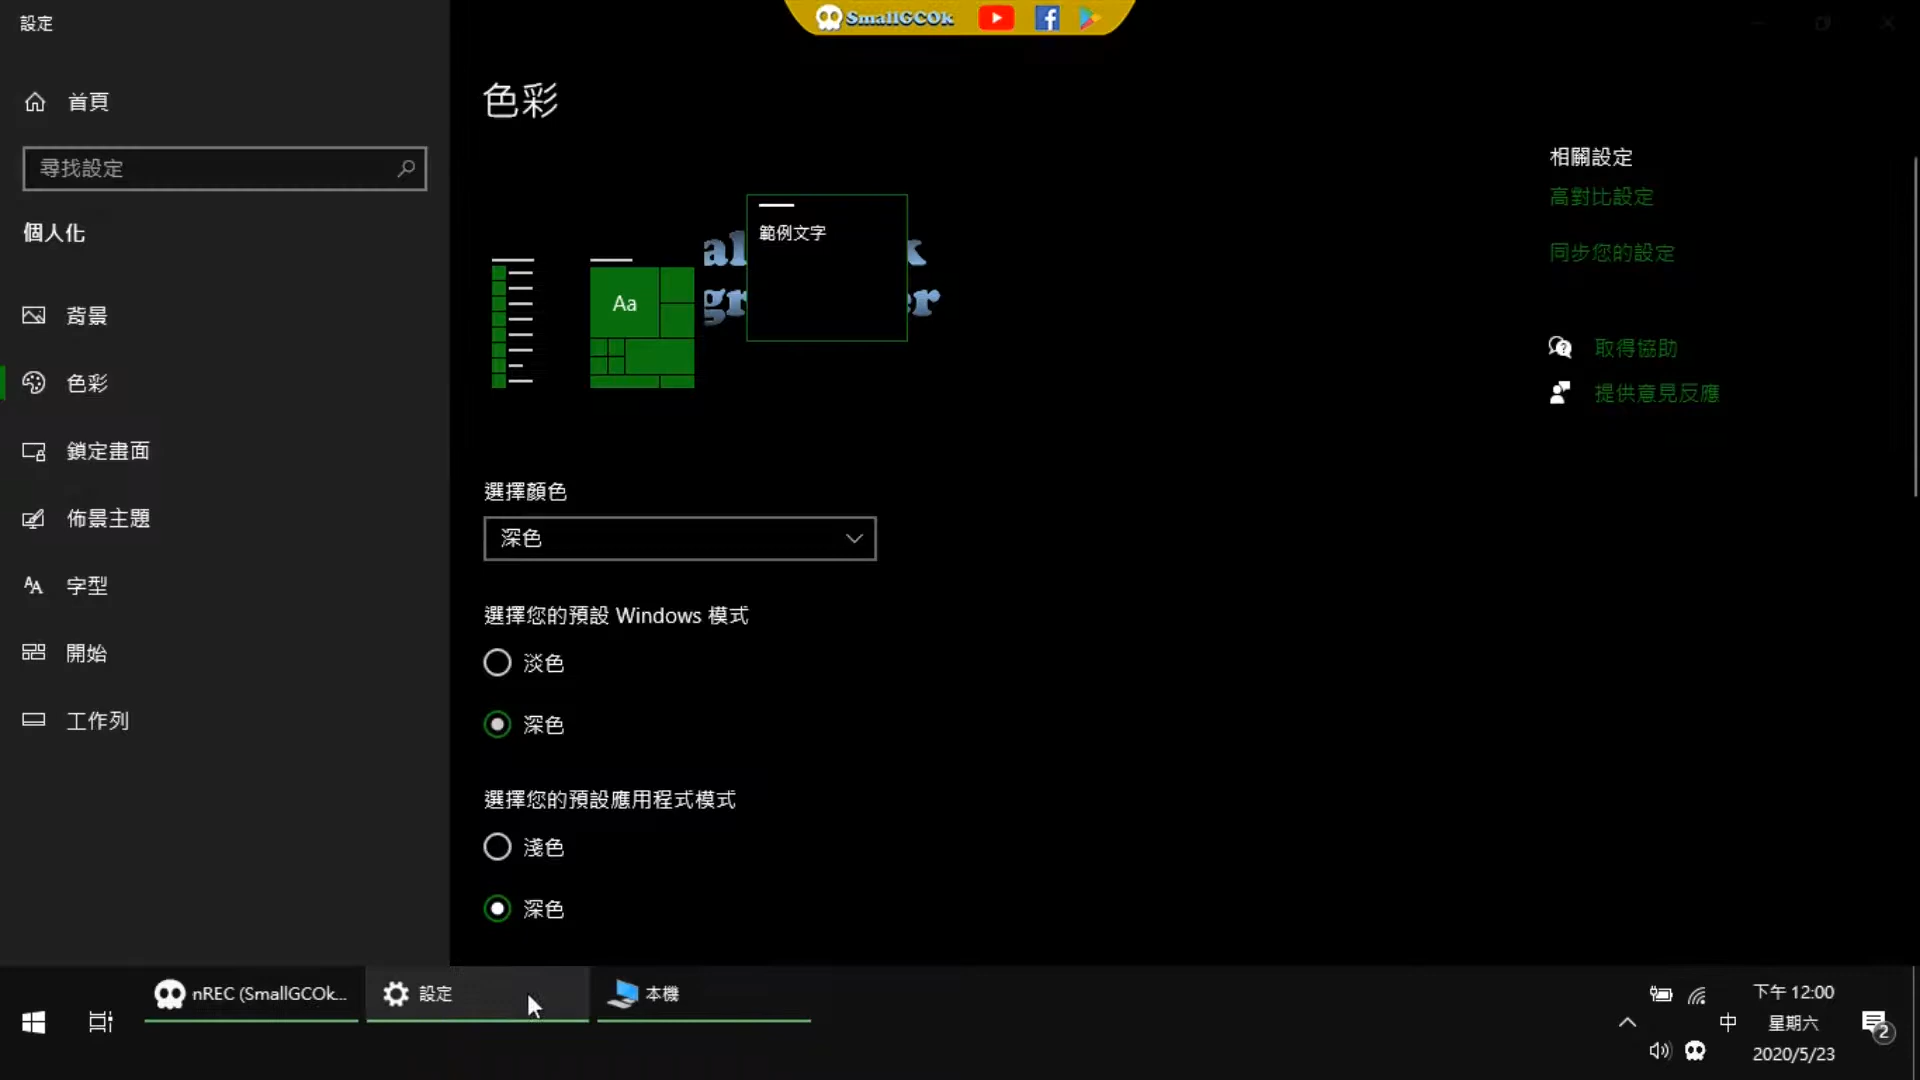 設定
SmallGCOk
首頁
尋找設定
個人化
背景
色彩
鎖定畫面
佈景主題
字型
開始
工作列
色彩
範例文字
al
k
gr
er
Aa
選擇顏色
深色
選擇您的預設 Windows 模式
淡色
深色
選擇您的預設應用程式模式
淺色
深色
相關設定
高對比設定
同步您的設定
取得協助
提供意見反應
nREC (SmallGCOk...
設定
本機
中
下午 12:00
星期六
2020/5/23
2